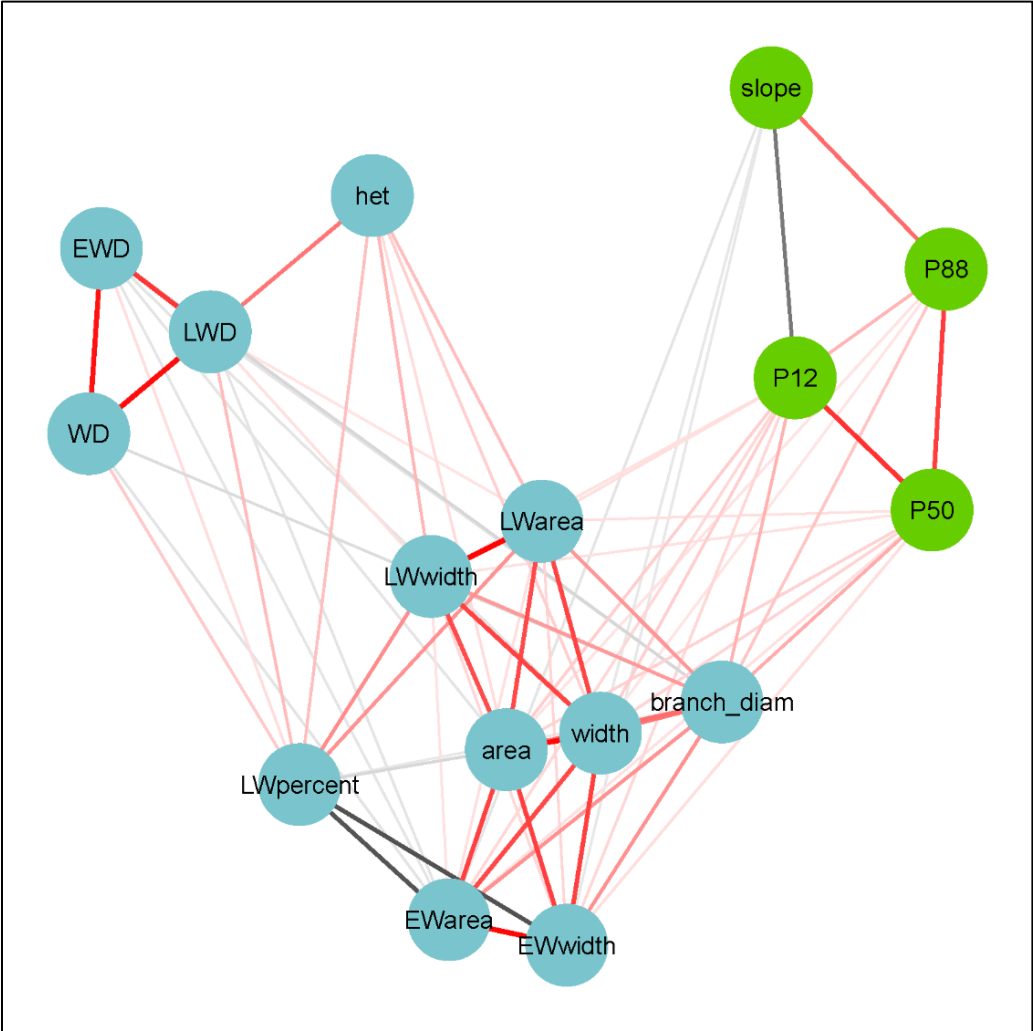 slope
het
EWD
P88
LWD
P12
WD
P50
LWarea
LWwidth
branch_diam
width
area
LWpercent
EWarea
EWwidth